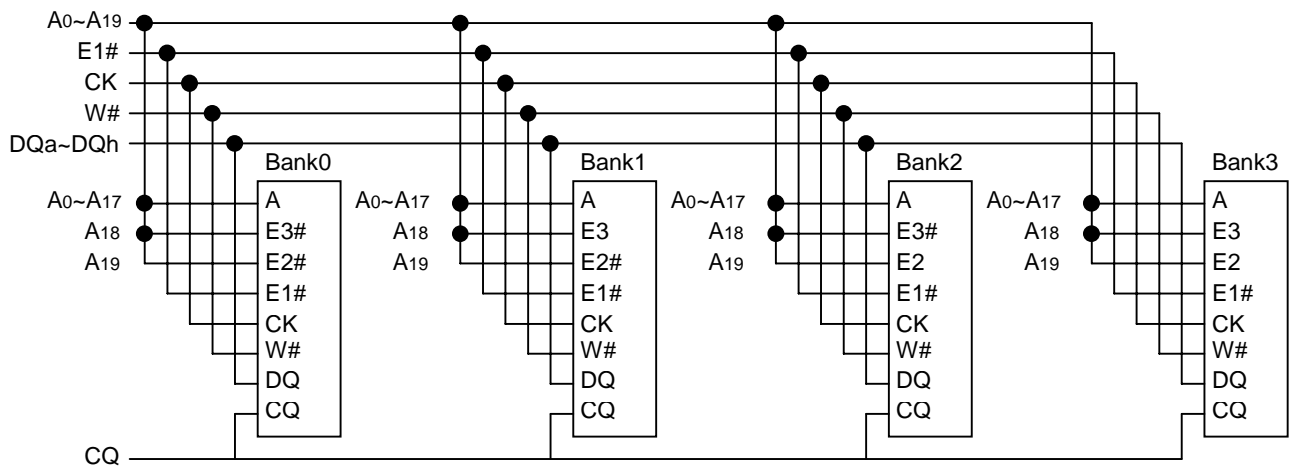 A0~A19
E1#
CK
W#
DQa~DQh
Bank0 Bank1 Bank2 Bank3
A0~A17 A A0~A17 A A0~A17 A A0~A17 A
A18 E3# A18 E3 A18 E3# A18 E3
A19 E2# A19 E2# A19 E2 A19 E2
E1# E1# E1# E1#
CK CK CK CK
W# W# W# W#
DQ DQ DQ DQ
CQ CQ CQ CQ
CQ